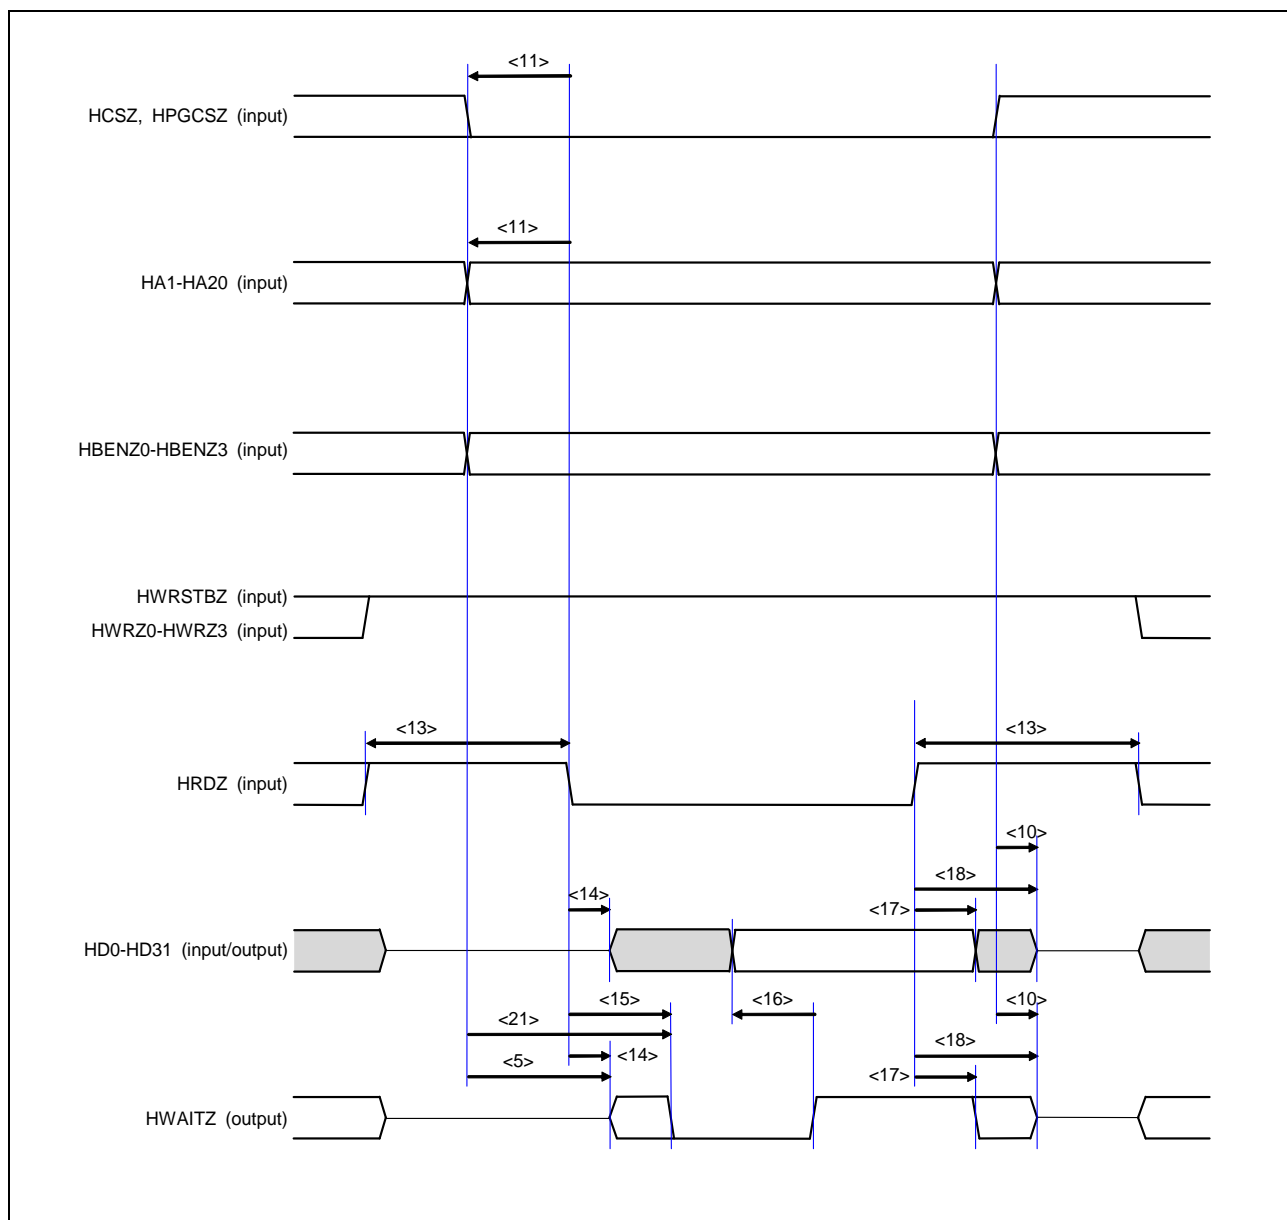 <11>
HCSZ, HPGCSZ (input)
<11>
HA1-HA20 (input)
HBENZ0-HBENZ3 (input)
HWRSTBZ (input)
HWRZ0-HWRZ3 (input)
<13> <13>
HRDZ (input)
<10>
<18>
<14> <17>
HD0-HD31 (input/output)
<15> <16> <10>
<21>
<18>
<14>
<5> <17>
HWAITZ (output)